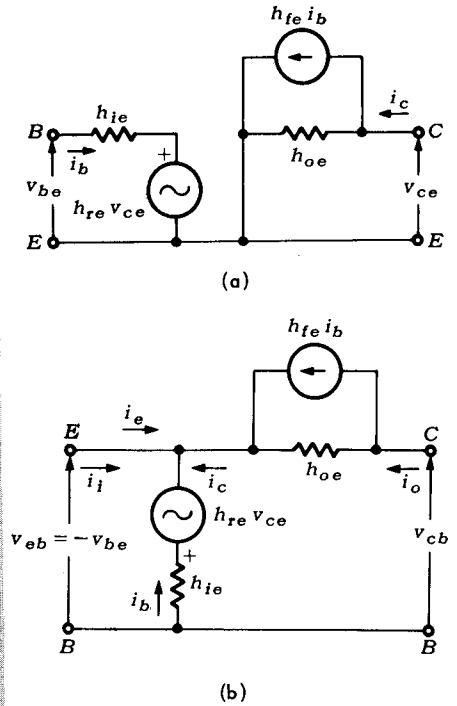 h_fe i_b
B
h_ie
i_b
+
v_be
h_re v_ce
h_oe
i_c
C
v_ce
E
E
(a)
h_fe i_b
i_e
E
i_i
i_c
h_oe
C
i_o
h_re v_ce
v_eb = -v_be
+
h_ie
i_b
v_cb
B
B
(b)